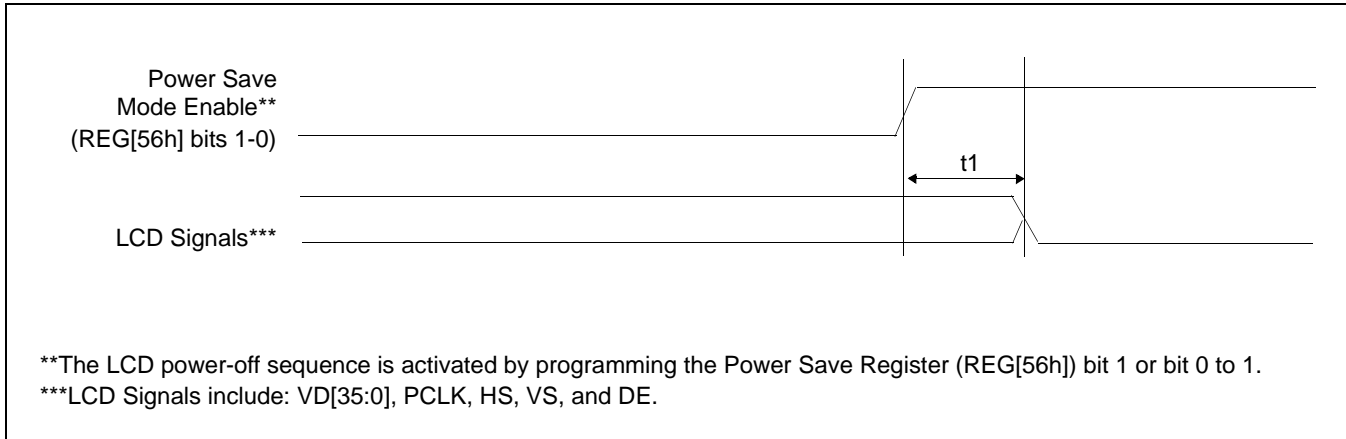 Power Save
Mode Enable**
(REG[56h] bits 1-0)
t1
LCD Signals***
**The LCD power-off sequence is activated by programming the Power Save Register (REG[56h]) bit 1 or bit 0 to 1.
***LCD Signals include: VD[35:0], PCLK, HS, VS, and DE.